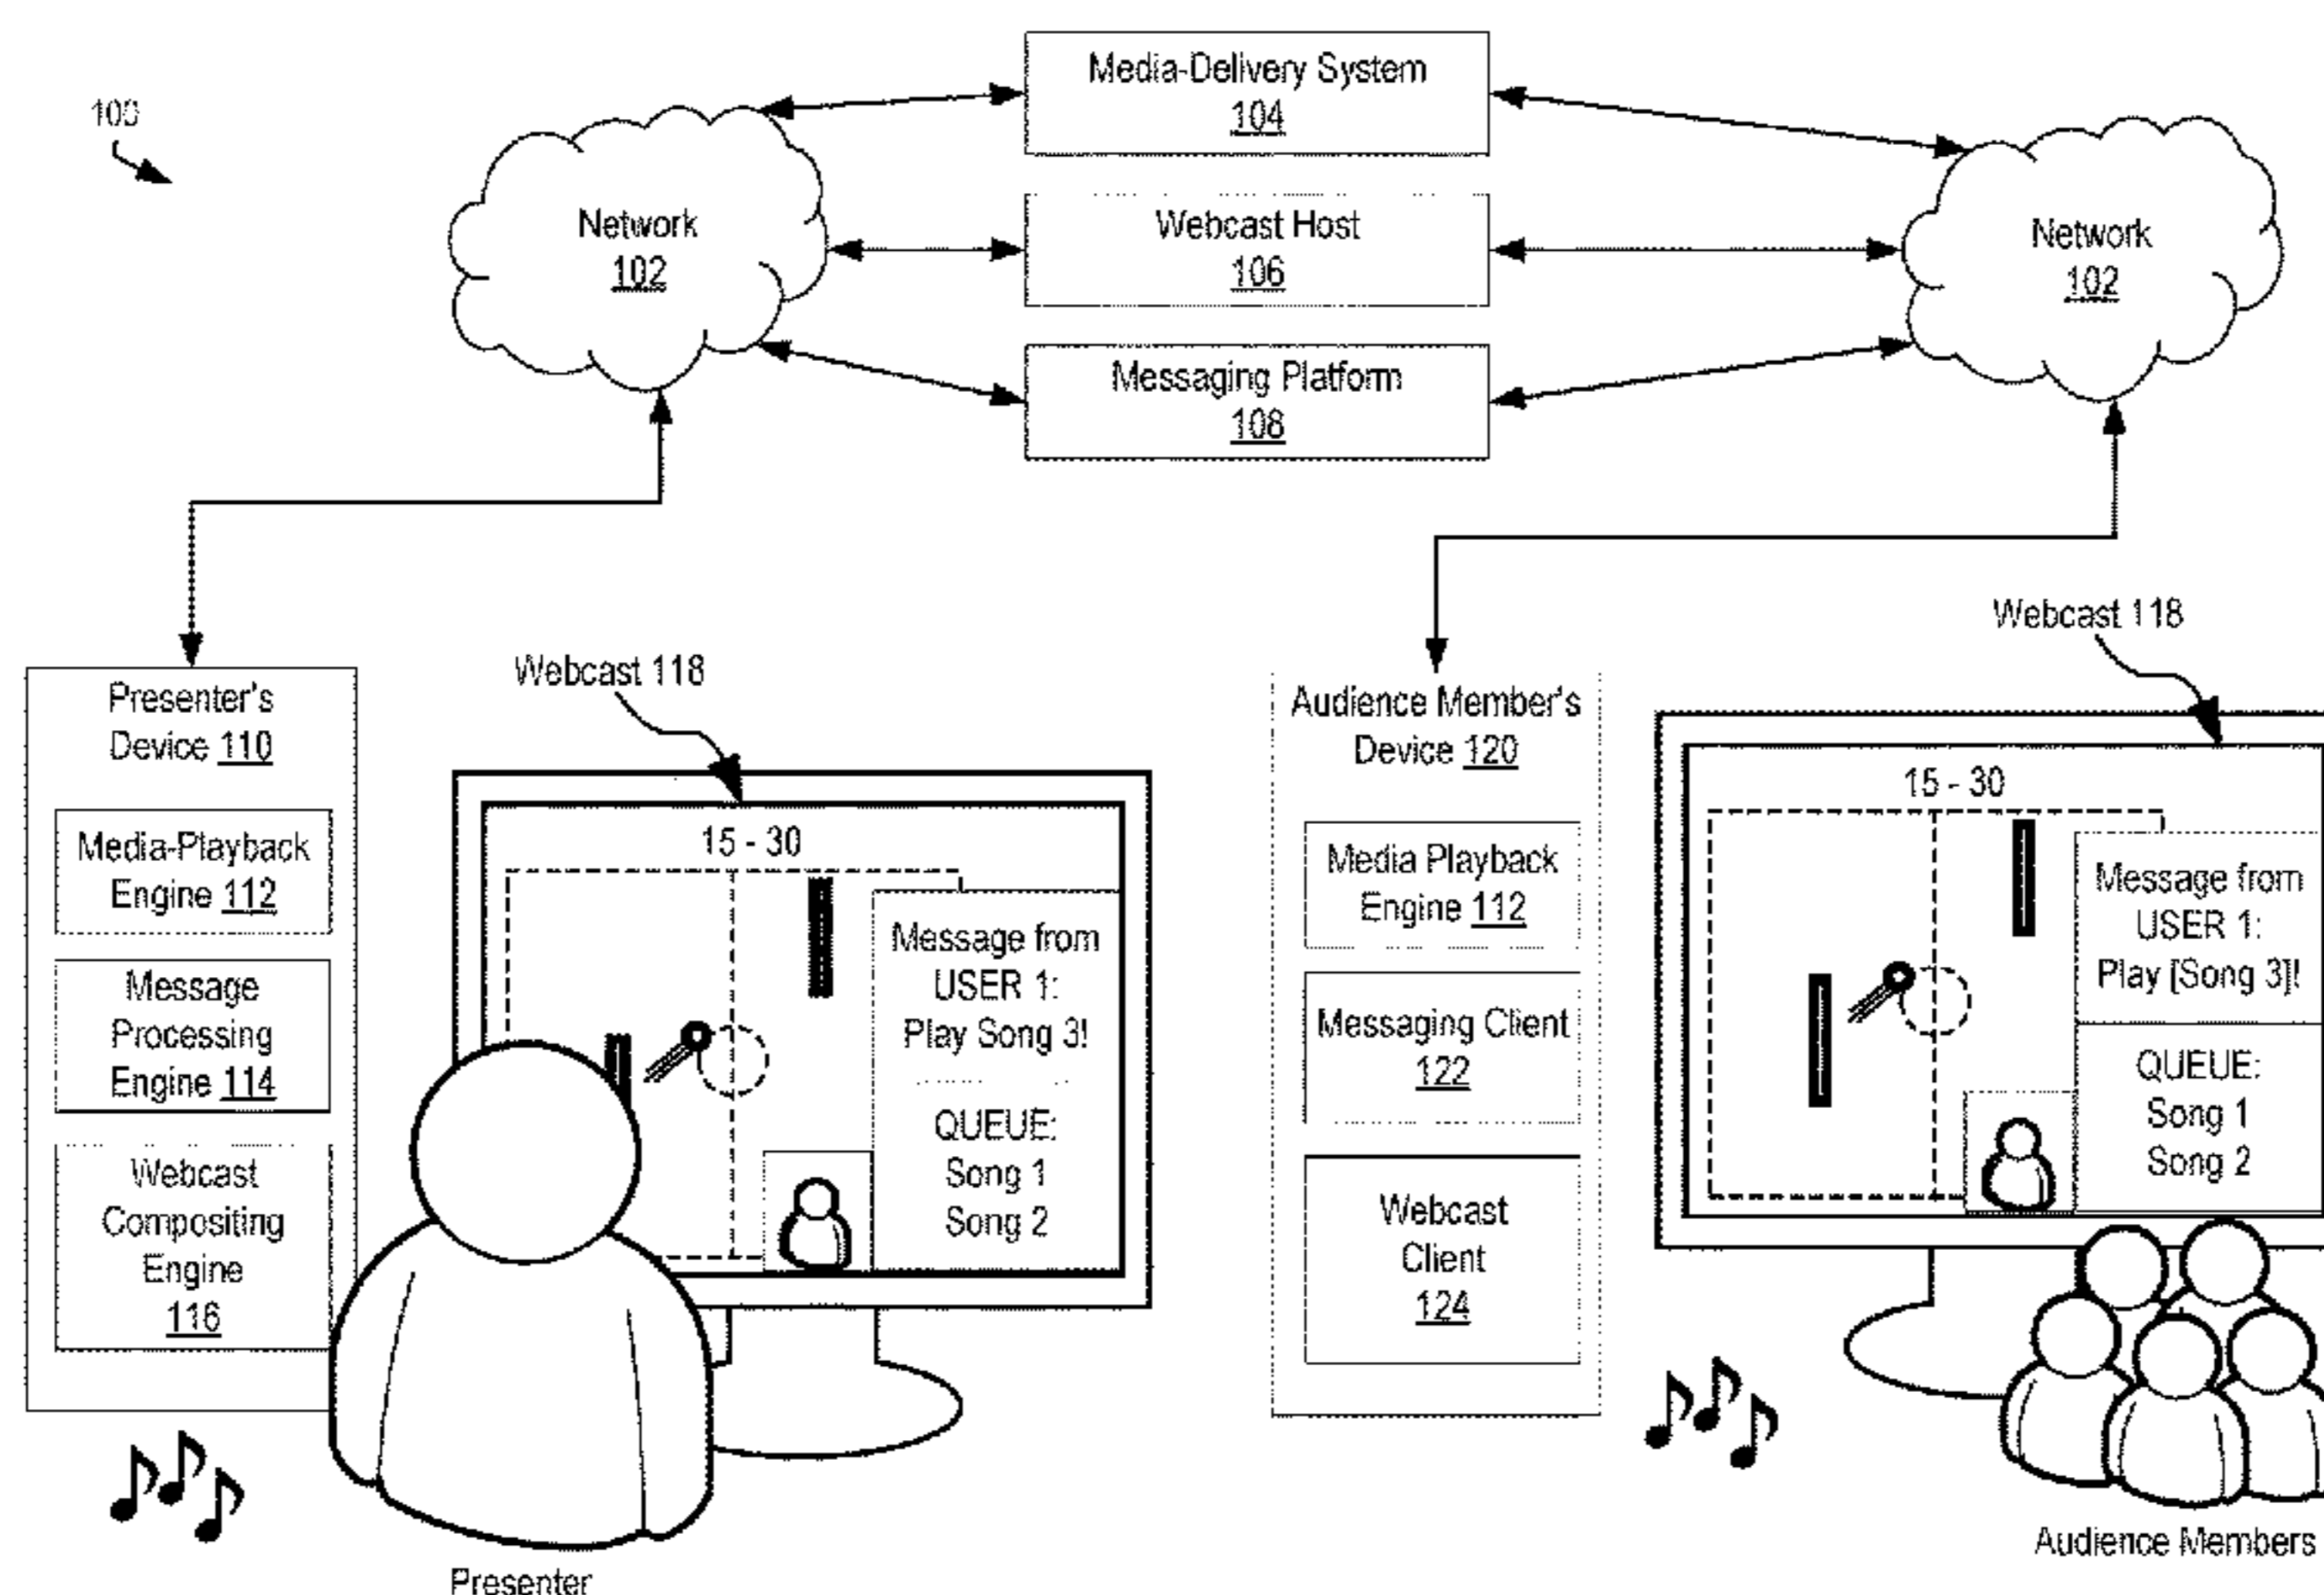 100
Media-Delivery System
104
Network
102
Webcast Host
106
Network
102
Messaging Platform
108
Presenter's
Device 110
Media-Playback
Engine 112
Message
Processing
Engine 114
Webcast
Compositing
Engine
116
Webcast 118
15 - 30
Message from
USER 1:
Play Song 3!
QUEUE:
Song 1
Song 2
Presenter
Audience Member's
Device 120
Media Playback
Engine 112
Messaging Client
122
Webcast
Client
124
Webcast 118
15 - 30
Message from
USER 1:
Play [Song 3]!
QUEUE:
Song 1
Song 2
Audience Members